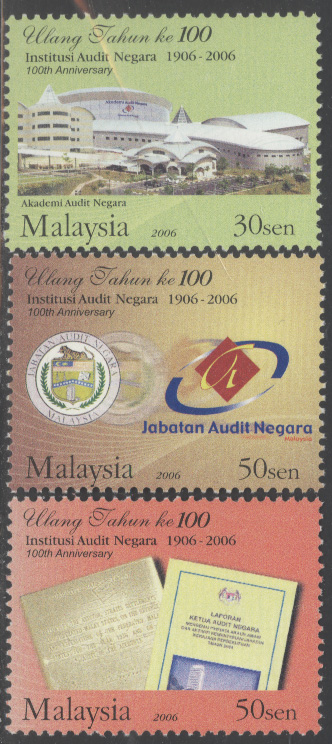 Ulang Tahun ke 100
Institusi Audit Negara 1906 - 2006
100th Anniversary
Jabatan Audit Negara
Akademi Audit Negara
Malaysia 2006 30sen
Ulang Tahun ke 100
Institusi Audit Negara 1906 - 2006
100th Anniversary
JABATAN AUDIT NEGARA
MALAYSIA
Jabatan Audit Negara
Malaysia
Malaysia 2006 50sen
Ulang Tahun ke 100
Institusi Audit Negara 1906 - 2006
100th Anniversary
LAPORAN
KETUA AUDIT NEGARA
Malaysia 2006 50sen